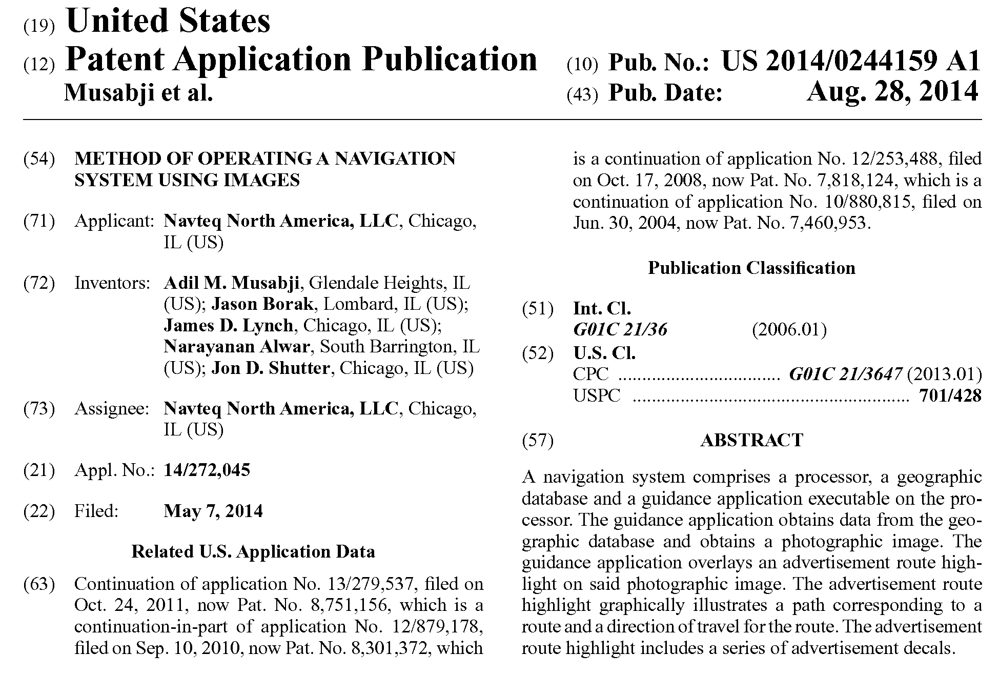 (19) United States
(12) Patent Application Publication
Musabji et al.
(10) Pub. No.: US 2014/0244159 A1
(43) Pub. Date: Aug. 28, 2014
(54) METHOD OF OPERATING A NAVIGATION
SYSTEM USING IMAGES
(71) Applicant: Navteq North America, LLC, Chicago,
IL (US)
(72) Inventors: Adil M. Musabji, Glendale Heights, IL
(US); Jason Borak, Lombard, IL (US);
James D. Lynch, Chicago, IL (US);
Narayanan Alwar, South Barrington, IL
(US); Jon D. Shutter, Chicago, IL (US)
(73) Assignee: Navteq North America, LLC, Chicago,
IL (US)
(21) Appl. No.: 14/272,045
(22) Filed: May 7, 2014
Related U.S. Application Data
(63) Continuation of application No. 13/279,537, filed on
Oct. 24, 2011, now Pat. No. 8,751,156, which is a
continuation-in-part of application No. 12/879,178,
filed on Sep. 10, 2010, now Pat. No. 8,301,372, which
is a continuation of application No. 12/253,488, filed
on Oct. 17, 2008, now Pat. No. 7,818,124, which is a
continuation of application No. 10/880,815, filed on
Jun. 30, 2004, now Pat. No. 7,460,953.
Publication Classification
(51) Int. Cl.
G01C 21/36 (2006.01)
(52) U.S. Cl.
CPC .................................. G01C 21/3647 (2013.01)
USPC .......................................................... 701/428
(57) ABSTRACT
A navigation system comprises a processor, a geographic
database and a guidance application executable on the pro-
cessor. The guidance application obtains data from the geo-
graphic database and obtains a photographic image. The
guidance application overlays an advertisement route high-
light on said photographic image. The advertisement route
highlight graphically illustrates a path corresponding to a
route and a direction of travel for the route. The advertisement
route highlight includes a series of advertisement decals.